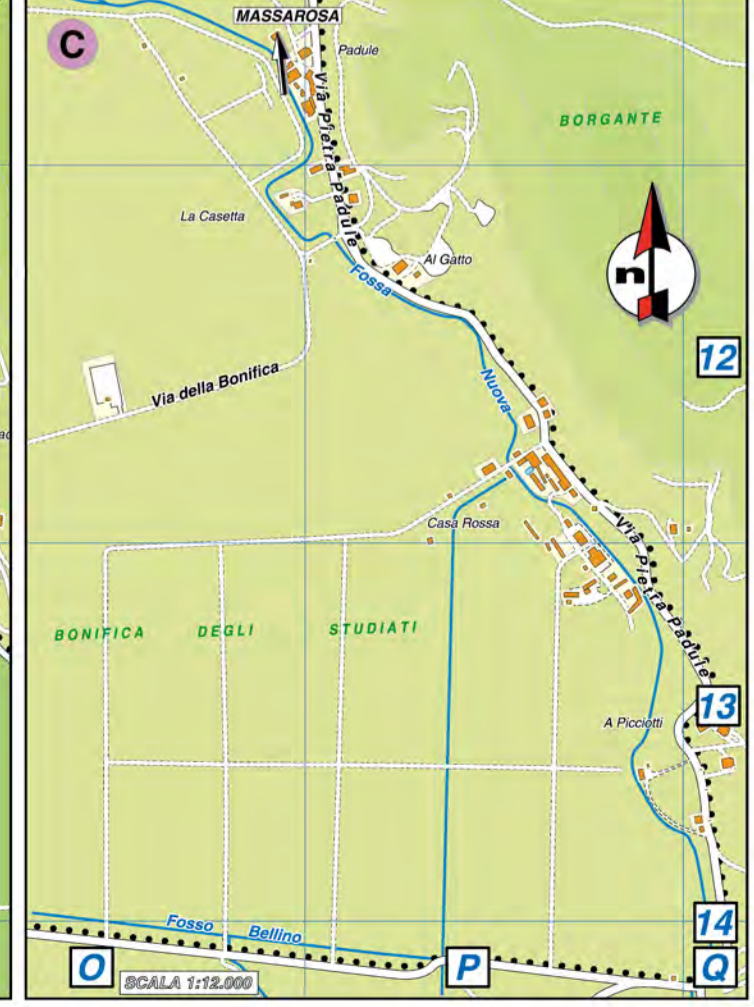 MASSAROSA
C
Padule
Via Pietra Padule
BORGANTE
La Casetta
n
Al Gatto
Fossa
12
Nuova
Via della Bonifica
Casa Rossa
Via Pietra Padule
BONIFICA DEGLI STUDIATI
13
A Picciotti
14
Fosso Bellino
O
SCALA 1:12.000
P
Q